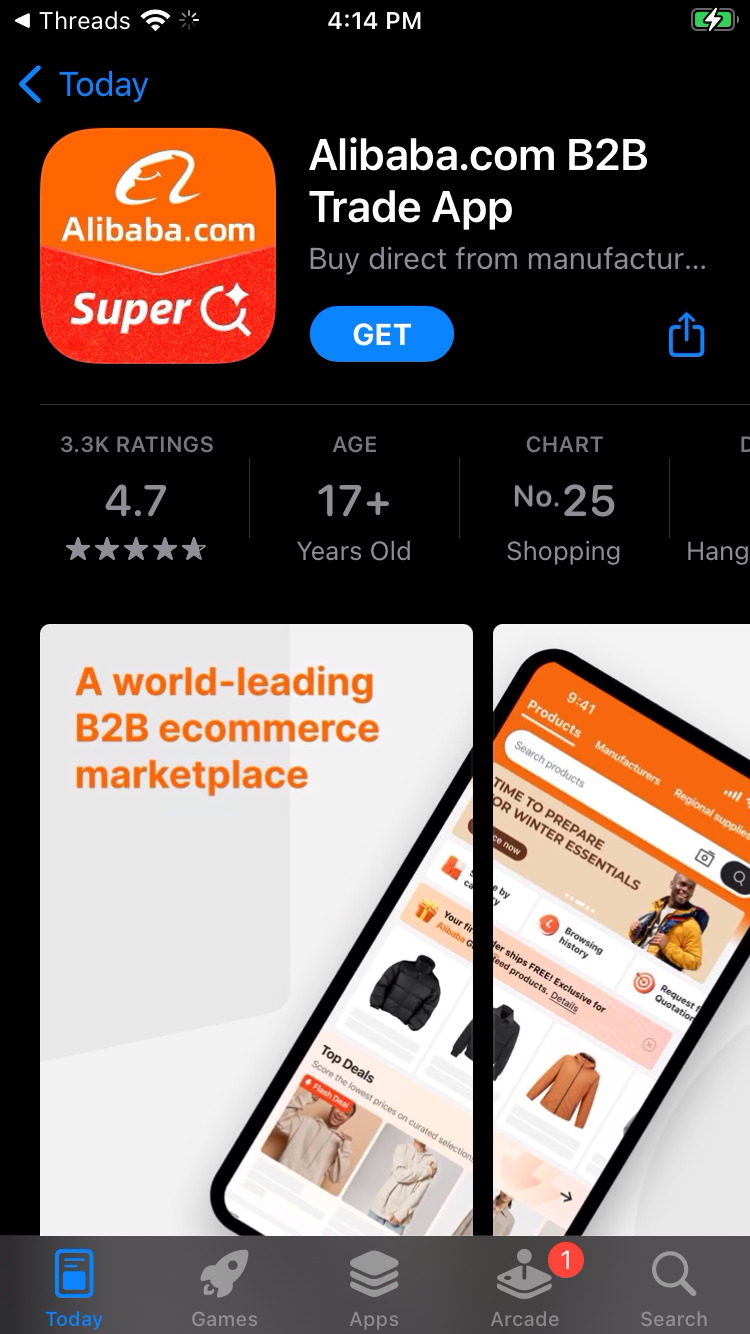 Threads
4:14 PM
Today
Alibaba.com
Super
Alibaba.com B2B
Trade App
Buy direct from manufactur...
GET
3.3K RATINGS
AGE
CHART
D
4.7
17+
No.25
Years Old
Shopping
Hang
A world-leading
B2B ecommerce
marketplace
9:41
Products
Manufacturers
Regional supplies
Search products
TIME TO PREPARE
OR WINTER ESSENTIALS
ce now
e by
Browsing
history
Request f
Quotation
Your fi
der ships FREE! Exclusive for
Alibaba G
eed products. Details
Top Deals
Score the lowest prices on curated selection
Flash Deal
1
Today
Games
Apps
Arcade
Search